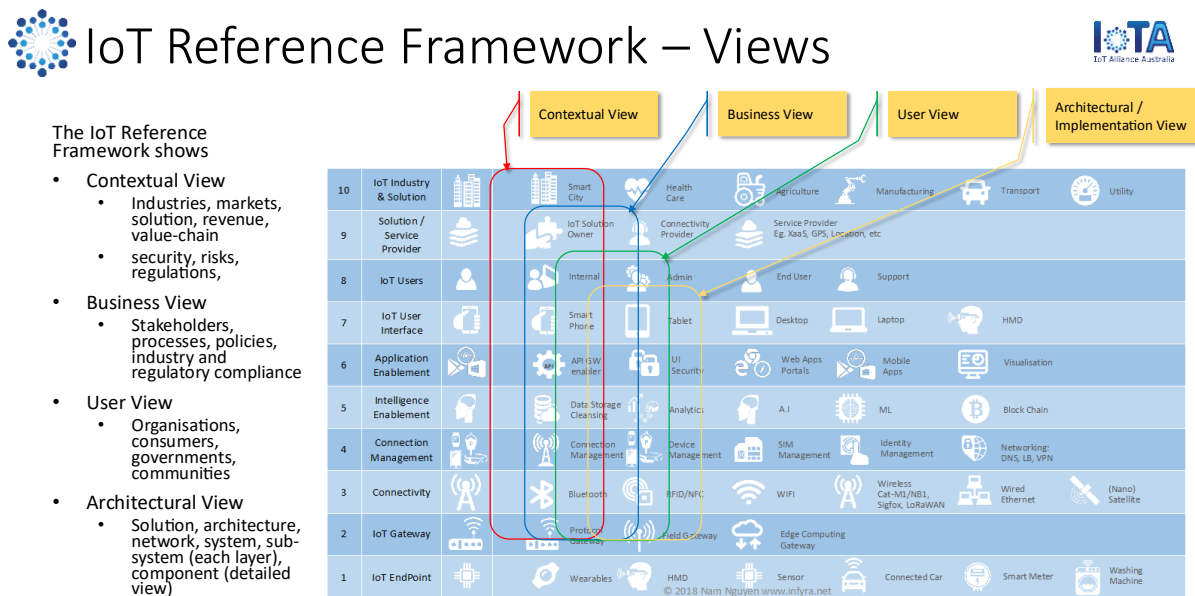 IoT Reference Framework – Views
IoTA
IoT Alliance Australia
Contextual View
Business View
User View
Architectural /
Implementation View
The IoT Reference
Framework shows
• Contextual View
• Industries, markets,
solution, revenue,
value-chain
• security, risks,
regulations,
• Business View
• Stakeholders,
processes, policies,
industry and
regulatory compliance
• User View
• Organisations,
consumers,
governments,
communities
• Architectural View
• Solution, architecture,
network, system, sub-
system (each layer),
component (detailed
view)
10
IoT Industry
& Solution
Smart
City
Health
Care
Agriculture
Manufacturing
Transport
Utility
9
Solution /
Service
Provider
IoT Solution
Owner
Connectivity
Provider
Service Provider
Eg. XaaS, GPS, Location, etc
8
IoT Users
Internal
Admin
End User
Support
7
IoT User
Interface
Smart
Phone
Tablet
Desktop
Laptop
HMD
6
Application
Enablement
API
API GW
enabler
UI
Security
Web Apps
Portals
Mobile
Apps
Visualisation
5
Intelligence
Enablement
Data Storage
Cleansing
Analytics
A.I
ML
Block Chain
4
Connection
Management
Connection
Management
Device
Management
SIM
Management
Identity
Management
Networking:
DNS, LB, VPN
3
Connectivity
Bluetooth
RFID/NFC
WIFI
Wireless
Cat-M1/NB1,
Sigfox, LoRaWAN
Wired
Ethernet
(Nano)
Satellite
2
IoT Gateway
Protocol
Gateway
Field Gateway
Edge Computing
Gateway
1
IoT EndPoint
Wearables
HMD
Sensor
Connected Car
Smart Meter
Washing
Machine
© 2018 Nam Nguyen www.infyra.net